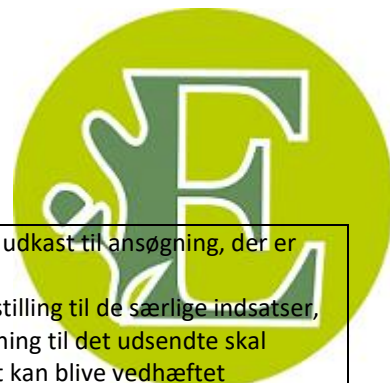 E
udkast til ansøgning, der er
stilling til de særlige indsatser,
ning til det udsendte skal
t kan blive vedhæftet